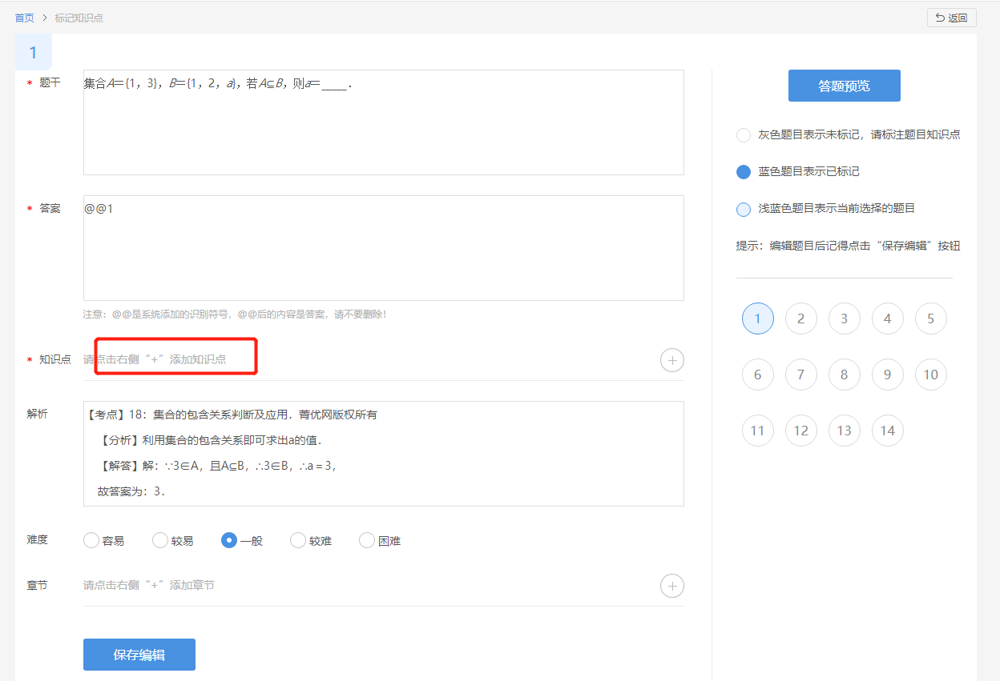 首页 > 标记知识点
返回
1
* 题干
集合A={1，3}，B={1，2，a}，若A⊆B，则a=____．
* 答案
@@1
注意：@@是系统添加的识别符号，@@后的内容是答案，请不要删除！
* 知识点
请点击右侧“+”添加知识点
解析
【考点】18：集合的包含关系判断及应用．菁优网版权所有
【分析】利用集合的包含关系即可求出a的值．
【解答】解：∵3∈A，且A⊆B，∴3∈B，∴a＝3，
故答案为：3．
难度
容易 较易 一般 较难 困难
章节
请点击右侧“+”添加章节
保存编辑
答题预览
灰色题目表示未标记，请标注题目知识点
蓝色题目表示已标记
浅蓝色题目表示当前选择的题目
提示：编辑题目后记得点击“保存编辑”按钮
1 2 3 4 5
6 7 8 9 10
11 12 13 14